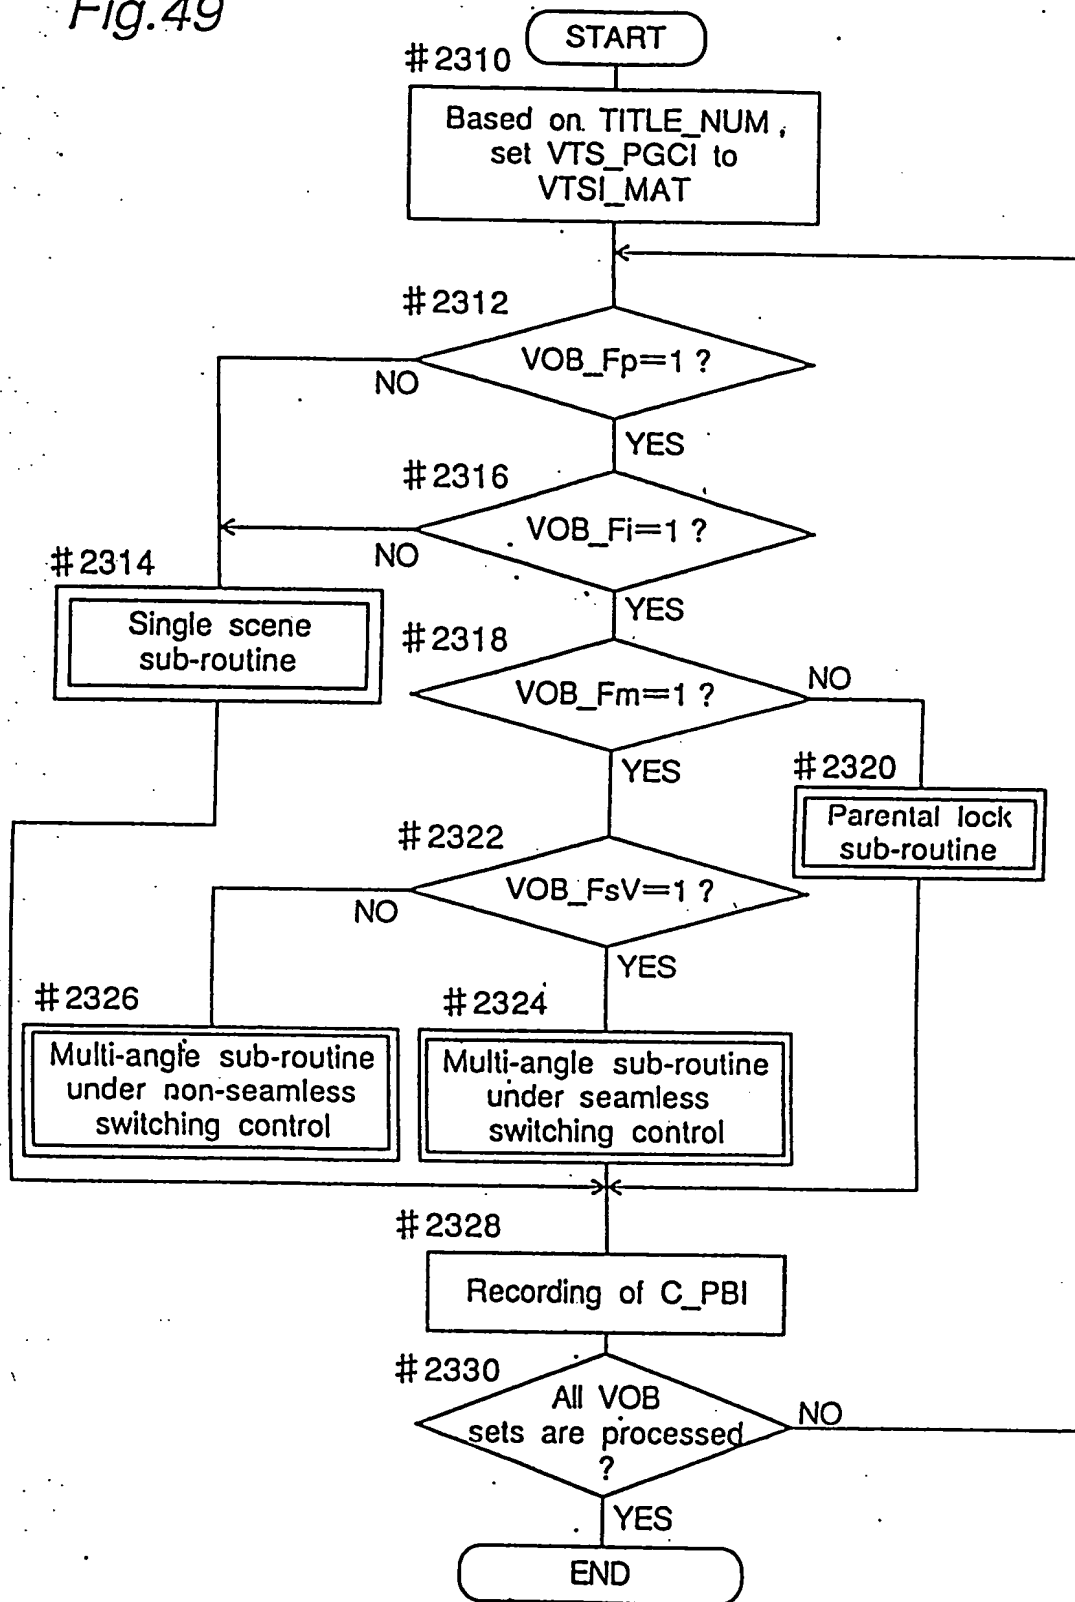 Fig.49
START
#2310
Based on TITLE_NUM,
set VTS_PGCI to
VTSI_MAT
#2312
VOB_Fp=1 ?
NO
YES
#2316
VOB_Fi=1 ?
NO
YES
#2314
Single scene
sub-routine
#2318
VOB_Fm=1 ?
NO
YES
#2320
Parental lock
sub-routine
#2322
VOB_FsV=1 ?
NO
YES
#2326
Multi-angle sub-routine
under non-seamless
switching control
#2324
Multi-angle sub-routine
under seamless
switching control
#2328
Recording of C_PBI
#2330
All VOB
sets are processed
?
NO
YES
END